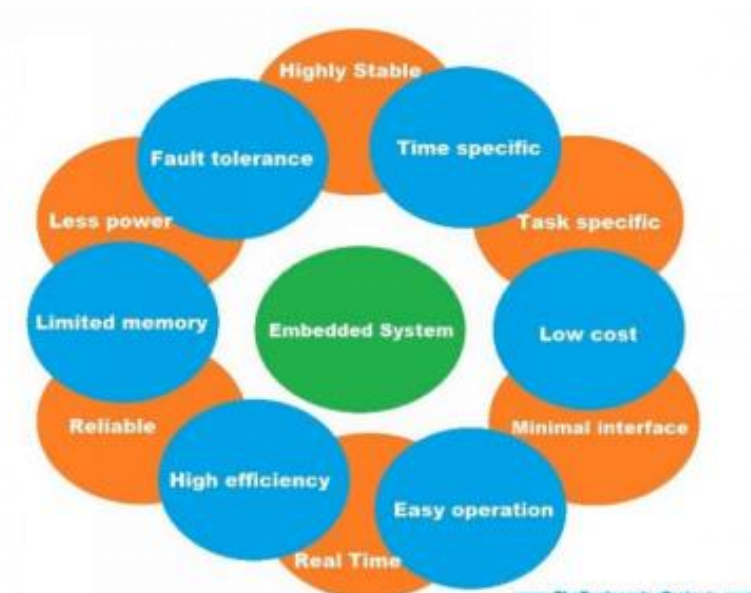 Highly Stable
Fault tolerance
Time specific
Less power
Task specific
Limited memory
Embedded System
Low cost
Reliable
Minimal interface
High efficiency
Easy operation
Real Time